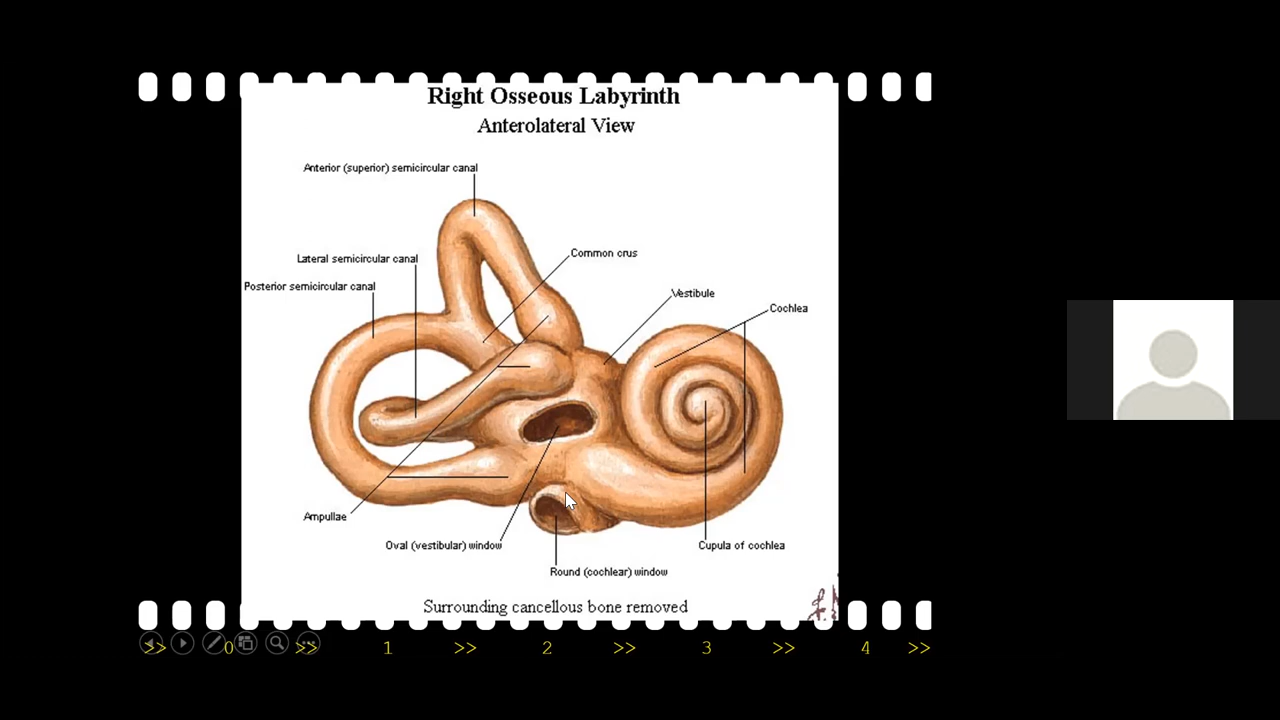 Right Osseous Labyrinth
Anterolateral View
Anterior (superior) semicircular canal
Common crus
Lateral semicircular canal
Posterior semicircular canal
Vestibule
Cochlea
Ampullae
Oval (vestibular) window
Cupula of cochlea
Round (cochlear) window
Surrounding cancellous bone removed
>> 0 >> 1 >> 2 >> 3 >> 4 >>